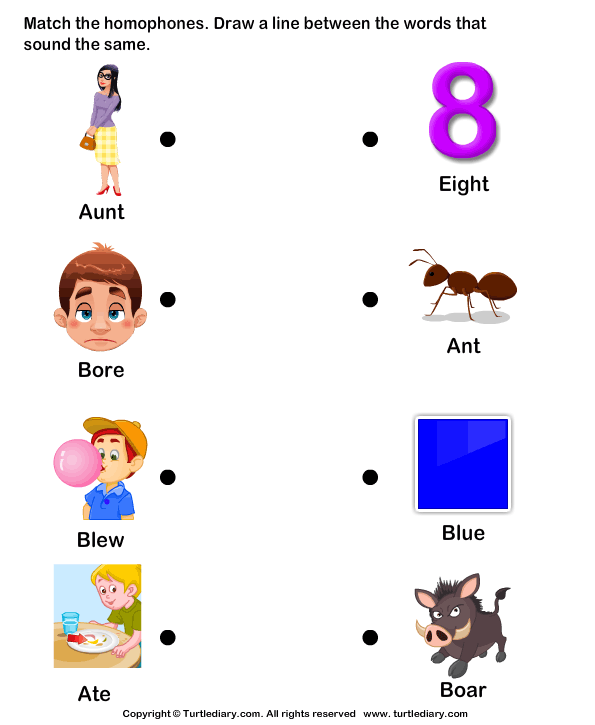 Match the homophones. Draw a line between the words that
sound the same.
8
Aunt
Eight
Bore
Ant
Blew
Blue
Ate
Boar
Copyright © Turtlediary.com. All rights reserved www.turtlediary.com